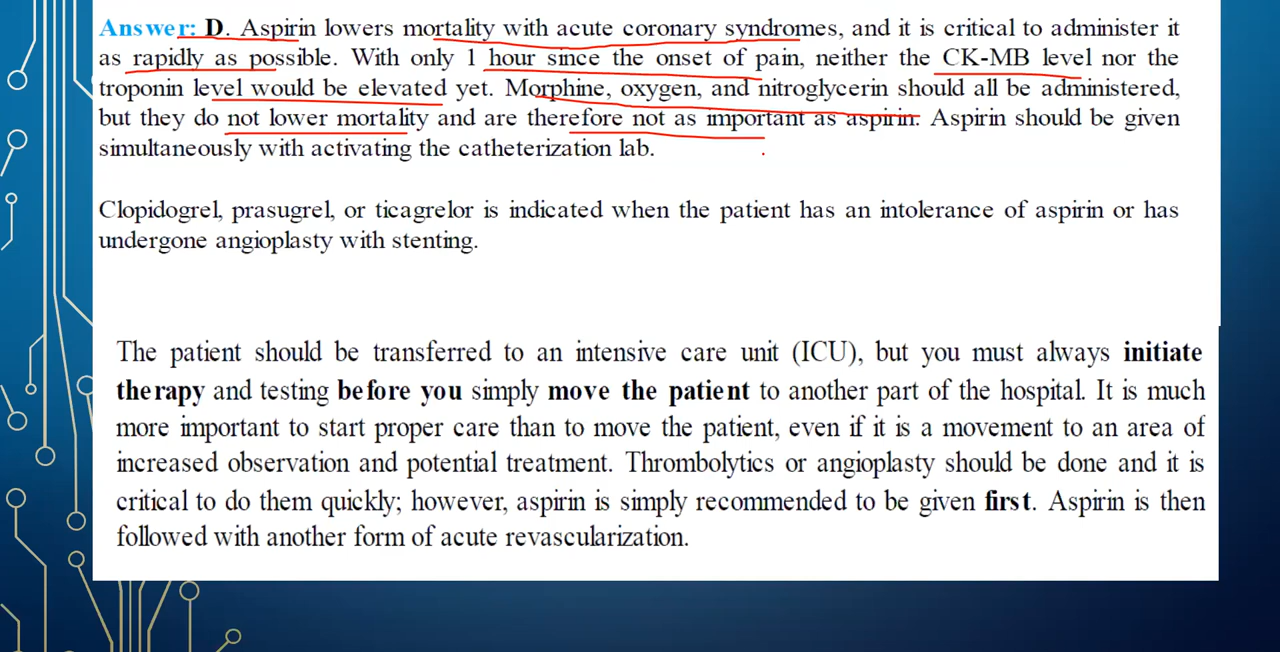 Answer: D. Aspirin lowers mortality with acute coronary syndromes, and it is critical to administer it
as rapidly as possible. With only 1 hour since the onset of pain, neither the CK-MB level nor the
troponin level would be elevated yet. Morphine, oxygen, and nitroglycerin should all be administered,
but they do not lower mortality and are therefore not as important as aspirin. Aspirin should be given
simultaneously with activating the catheterization lab.
Clopidogrel, prasugrel, or ticagrelor is indicated when the patient has an intolerance of aspirin or has
undergone angioplasty with stenting.
The patient should be transferred to an intensive care unit (ICU), but you must always initiate
therapy and testing before you simply move the patient to another part of the hospital. It is much
more important to start proper care than to move the patient, even if it is a movement to an area of
increased observation and potential treatment. Thrombolytics or angioplasty should be done and it is
critical to do them quickly; however, aspirin is simply recommended to be given first. Aspirin is then
followed with another form of acute revascularization.